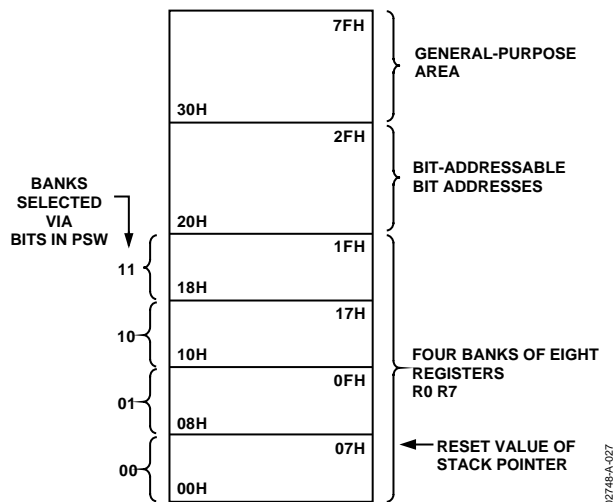 7FH
GENERAL-PURPOSE
AREA
30H
2FH
BIT-ADDRESSABLE
BIT ADDRESSES
BANKS
SELECTED
VIA
BITS IN PSW
20H
1FH
11
18H
17H
10
10H
FOUR BANKS OF EIGHT
REGISTERS
R0 R7
0FH
01
08H
07H
RESET VALUE OF
STACK POINTER
00
00H
02748-A-027